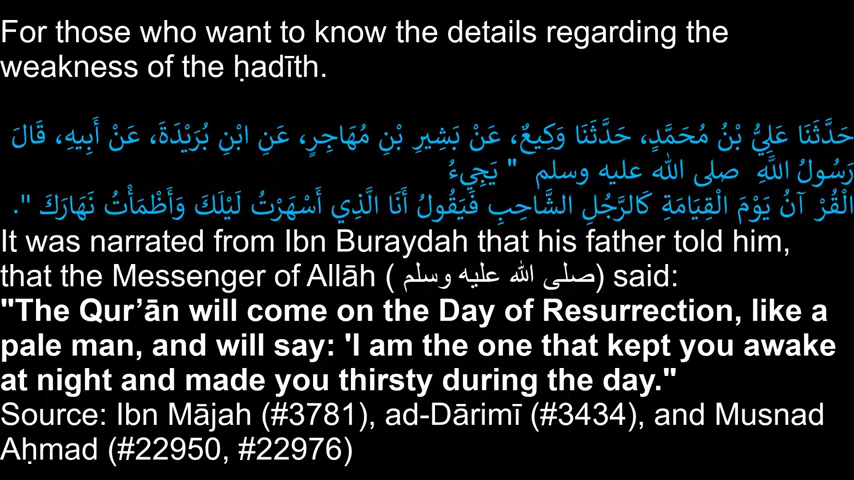 For those who want to know the details regarding the
weakness of the ḥadīth.
حَدَّثَنَا عَلِيُّ بْنُ مُحَمَّدٍ، حَدَّثَنَا وَكِيعٌ، عَنْ بَشِيرِ بْنِ مُهَاجِرٍ، عَنِ ابْنِ بُرَيْدَةَ، عَنْ أَبِيهِ، قَالَ
رَسُولُ اللَّهِ ـ صلى الله عليه وسلم ـ " يَجِيءُ
الْقُرْآنُ يَوْمَ الْقِيَامَةِ كَالرَّجُلِ الشَّاحِبِ فَيَقُولُ أَنَا الَّذِي أَسْهَرْتُ لَيْلَكَ وَأَظْمَأْتُ نَهَارَكَ ".
It was narrated from Ibn Buraydah that his father told him,
that the Messenger of Allāh ( صلى الله عليه وسلم) said:
"The Qur’ān will come on the Day of Resurrection, like a
pale man, and will say: 'I am the one that kept you awake
at night and made you thirsty during the day."
Source: Ibn Mājah (#3781), ad-Dārimī (#3434), and Musnad
Aḥmad (#22950, #22976)